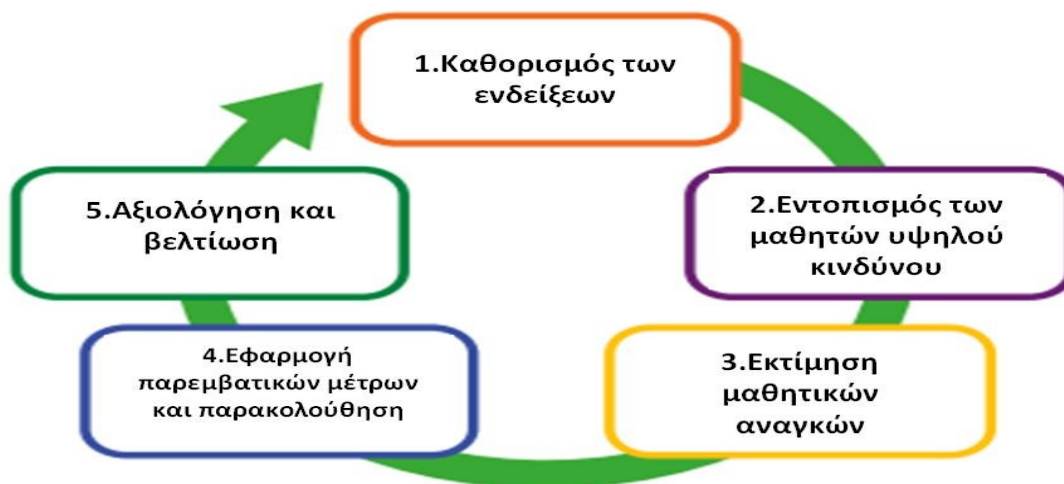 1.Καθορισμός των
ενδείξεων
2.Εντοπισμός των
μαθητών υψηλού
κινδύνου
3.Εκτίμηση
μαθητικών
αναγκών
4.Εφαρμογή
παρεμβατικών μέτρων
και παρακολούθηση
5.Αξιολόγηση και
βελτίωση